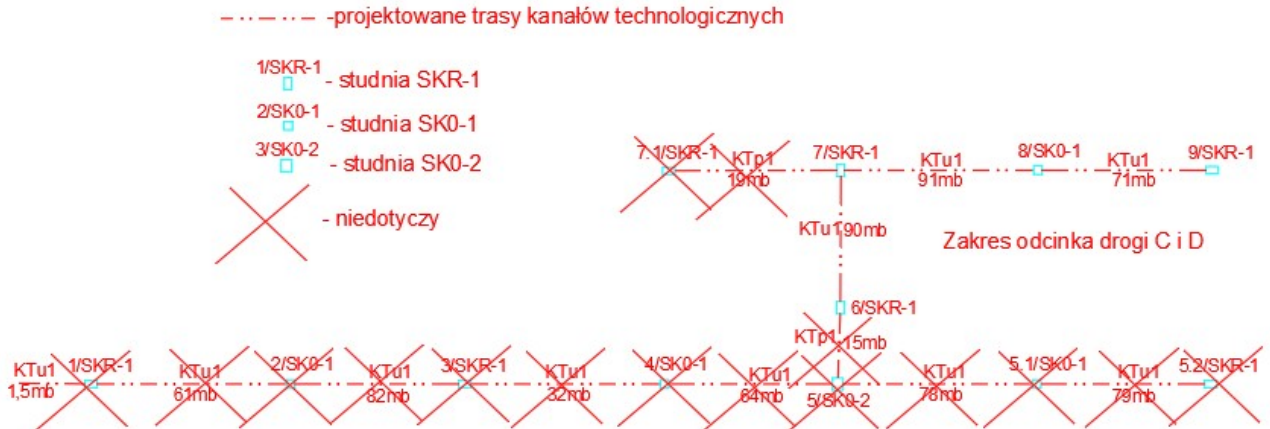 -projektowane trasy kanałów technologicznych
1/SKR-1
- studnia SKR-1
2/SK0-1
- studnia SK0-1
3/SK0-2
- studnia SK0-2
- niedotyczy
7.1/SKR-1
KTp1
19mb
7/SKR-1
KTu1
91mb
8/SK0-1
KTu1
71mb
9/SKR-1
KTu1 90mb
Zakres odcinka drogi C i D
6/SKR-1
KTp1 15mb
KTu1
1,5mb
1/SKR-1
KTu1
61mb
2/SK0-1
KTu1
82mb
3/SKR-1
KTu1
32mb
4/SK0-1
KTu1
64mb
5/SK0-2
KTu1
78mb
5.1/SK0-1
KTu1
79mb
5.2/SKR-1